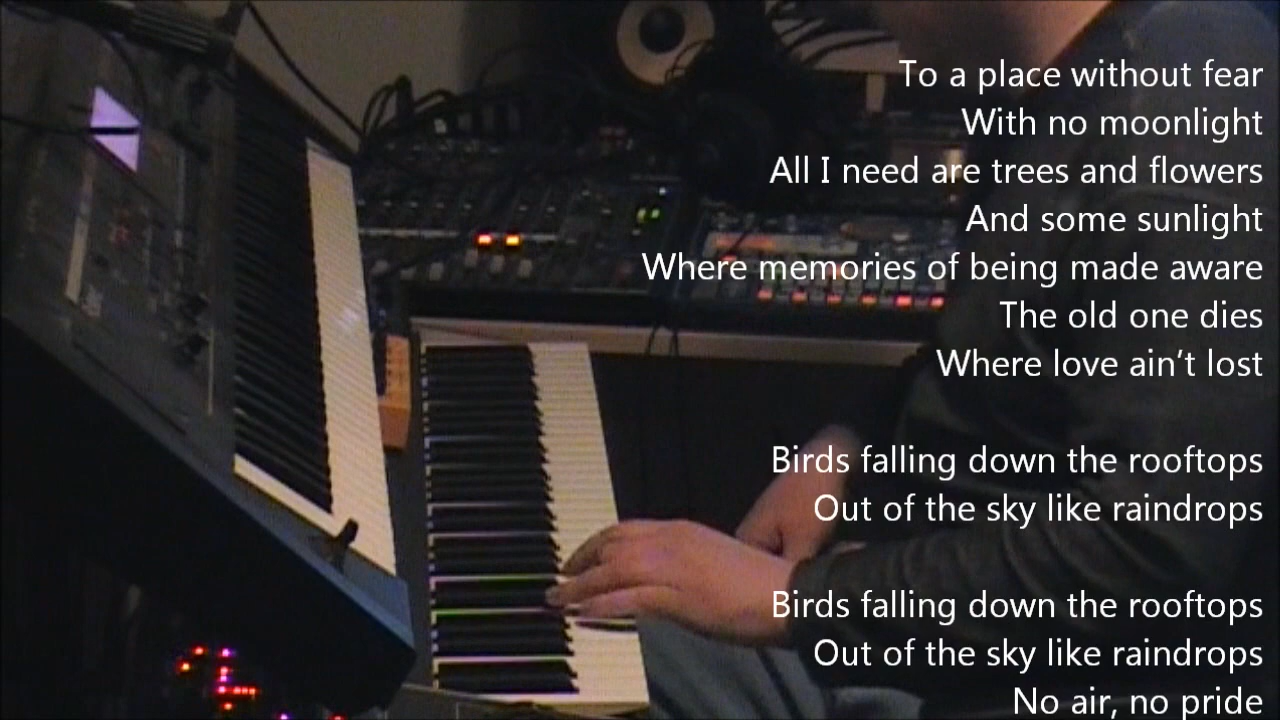 To a place without fear
With no moonlight
All I need are trees and flowers
And some sunlight
Where memories of being made aware
The old one dies
Where love ain’t lost
Birds falling down the rooftops
Out of the sky like raindrops
Birds falling down the rooftops
Out of the sky like raindrops
No air, no pride